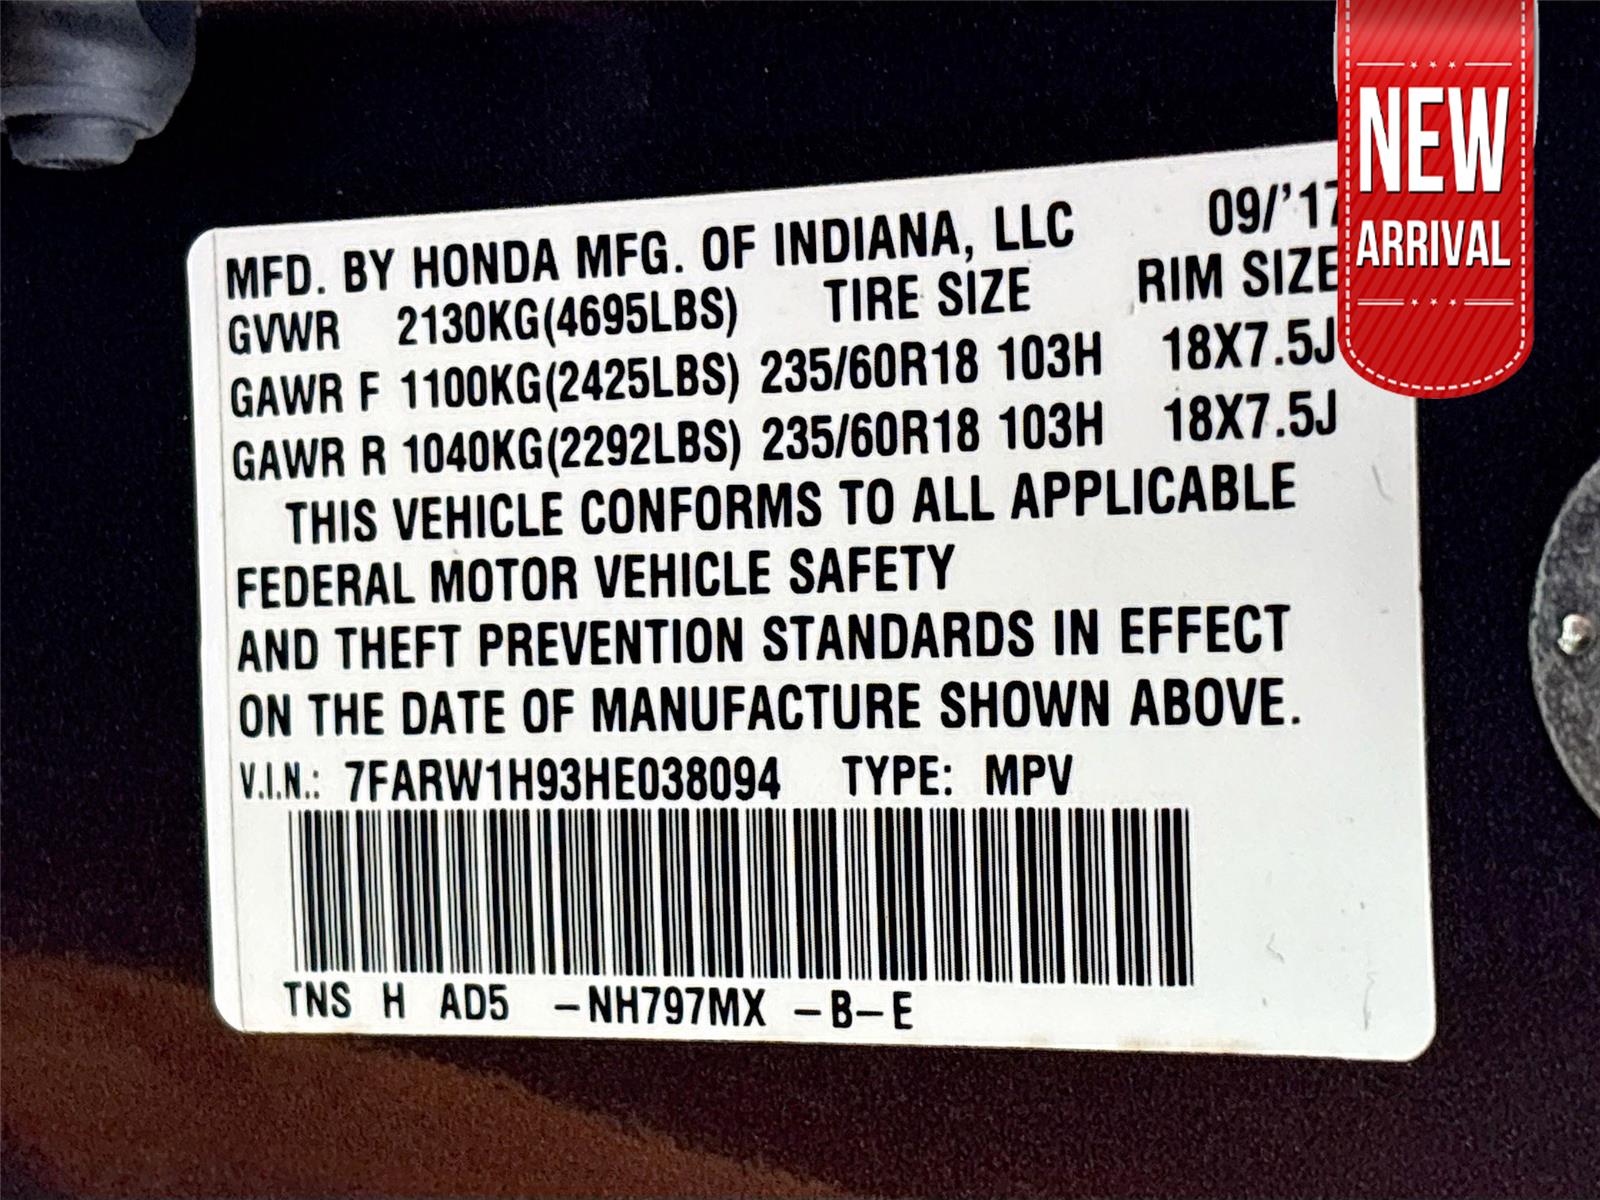 NEW
ARRIVAL
MFD. BY HONDA MFG. OF INDIANA, LLC 09/'17
GVWR 2130KG(4695LBS) TIRE SIZE RIM SIZE
GAWR F 1100KG(2425LBS) 235/60R18 103H 18X7.5J
GAWR R 1040KG(2292LBS) 235/60R18 103H 18X7.5J
THIS VEHICLE CONFORMS TO ALL APPLICABLE
FEDERAL MOTOR VEHICLE SAFETY
AND THEFT PREVENTION STANDARDS IN EFFECT
ON THE DATE OF MANUFACTURE SHOWN ABOVE.
V.I.N.: 7FARW1H93HE038094 TYPE: MPV
TNS H AD5 -NH797MX -B-E